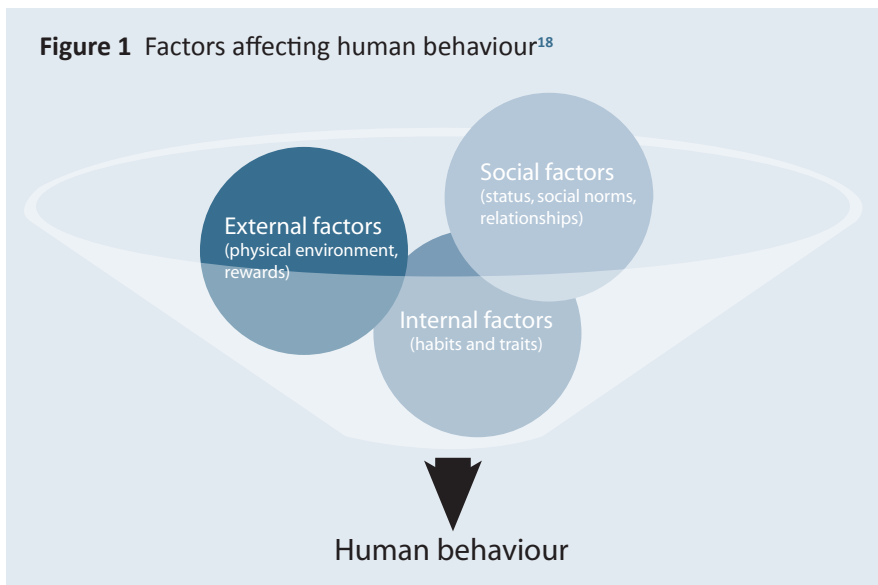 Figure 1 Factors affecting human behaviour18
Social factors
(status, social norms,
relationships)
External factors
(physical environment,
rewards)
Internal factors
(habits and traits)
Human behaviour